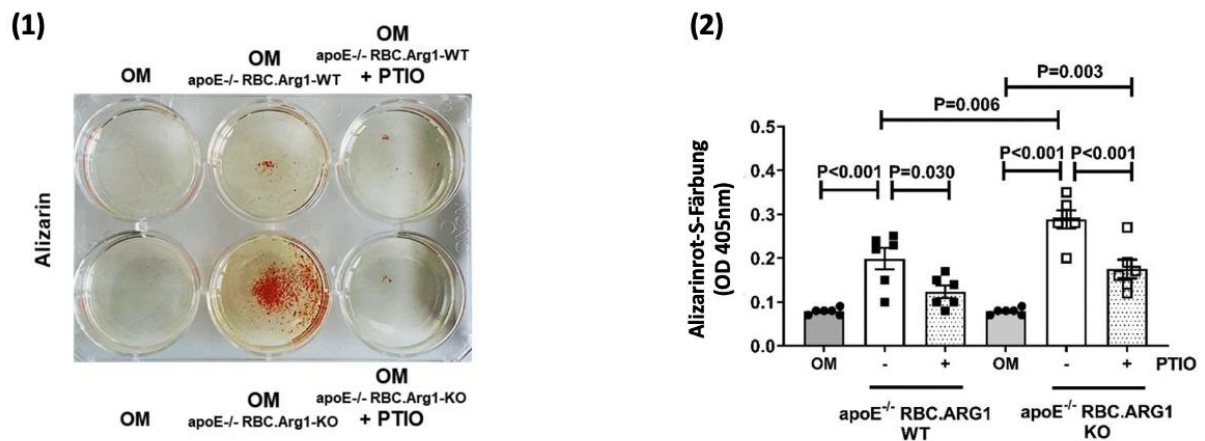 (1)
OM
OM
apoE-/- RBC.Arg1-WT
OM
apoE-/- RBC.Arg1-WT
+ PTIO
Alizarin
OM
OM
apoE-/- RBC.Arg1-KO
OM
apoE-/- RBC.Arg1-KO
+ PTIO
(2)
P=0.003
P=0.006
P<0.001
P=0.030
P<0.001
P<0.001
Alizarinrot-S-Färbung
(OD 405nm)
0.5
0.4
0.3
0.2
0.1
0.0
OM
-
+
OM
-
+
PTIO
apoE-/- RBC.ARG1
WT
apoE-/- RBC.ARG1
KO